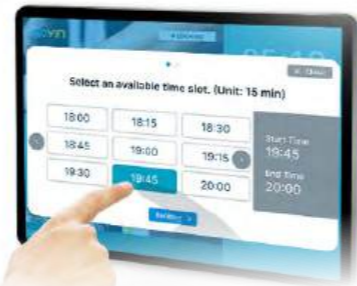 Select an available time slot. (Unit: 15 min)
18:00 18:15 18:30
18:45 19:00 19:15
19:30 19:45 20:00
Start Time
19:45
End Time
20:00